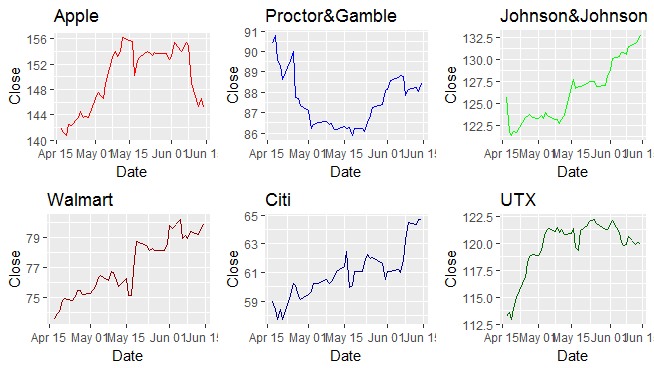 Apple
156
152
148
144
140
Close
Apr 15 May 01 May 15 Jun 01 Jun 1
Date
Proctor&Gamble
91
90
89
88
87
86
Close
Apr 15 May 01 May 15 Jun 01 Jun 15
Date
Johnson&Johnson
132.5
130.0
127.5
125.0
122.5
Close
Apr 15 May 01 May 15 Jun 01 Jun 1
Date
Walmart
79
77
75
Close
Apr 15 May 01 May 15 Jun 01 Jun 15
Date
Citi
65
63
61
59
Close
Apr 15 May 01 May 15 Jun 01 Jun 15
Date
UTX
122.5
120.0
117.5
115.0
112.5
Close
Apr 15 May 01 May 15 Jun 01 Jun 1
Date